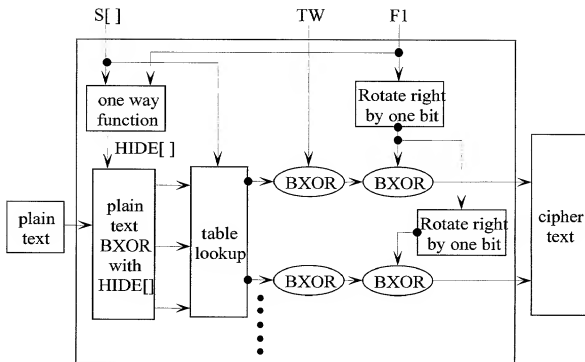 S[ ]
TW
F1
one way
function
Rotate right
by one bit
HIDE[ ]
plain
text
plain
text
BXOR
with
HIDE[]
table
lookup
BXOR
BXOR
Rotate right
by one bit
BXOR
BXOR
cipher
text